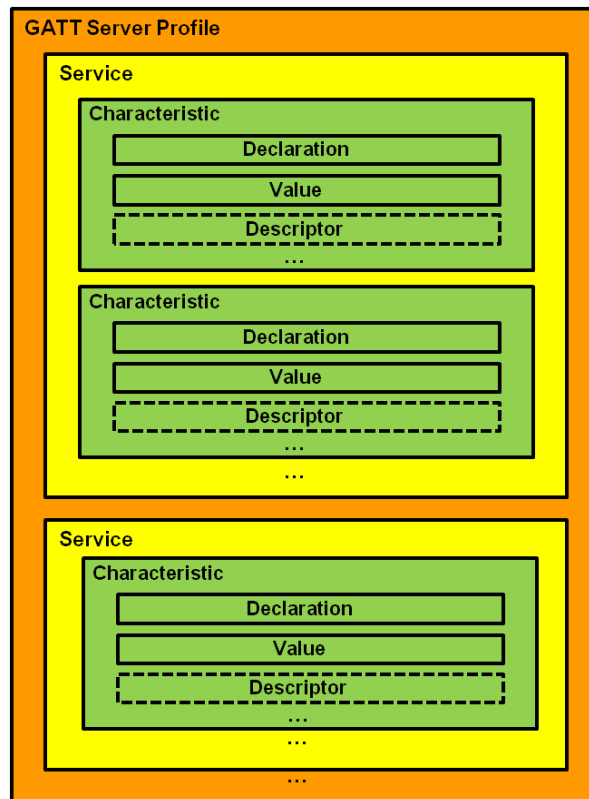 GATT Server Profile
Service
Characteristic
Declaration
Value
Descriptor
...
Characteristic
Declaration
Value
Descriptor
...
...
Service
Characteristic
Declaration
Value
Descriptor
...
...
...